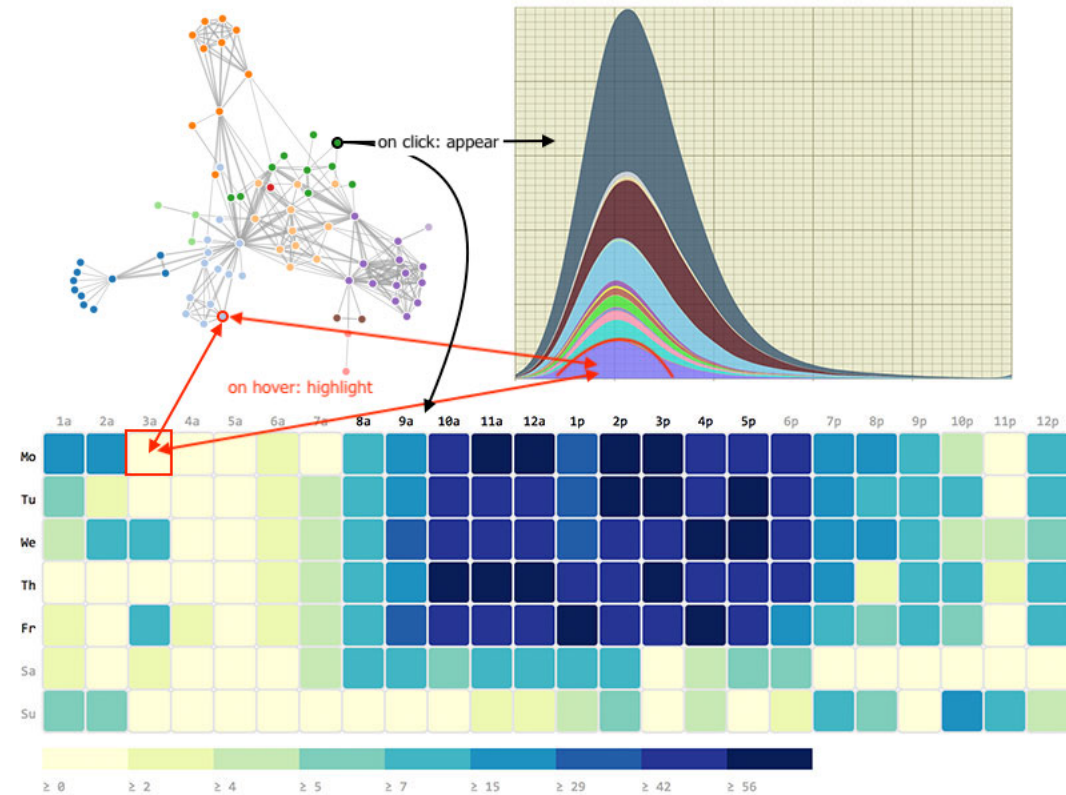 on click: appear
on hover: highlight
1a 2a 3a 4a 5a 6a 7a 8a 9a 10a 11a 12a 1p 2p 3p 4p 5p 6p 7p 8p 9p 10p 11p 12p
Mo
Tu
We
Th
Fr
Sa
Su
≥ 0 ≥ 2 ≥ 4 ≥ 5 ≥ 7 ≥ 15 ≥ 29 ≥ 42 ≥ 56